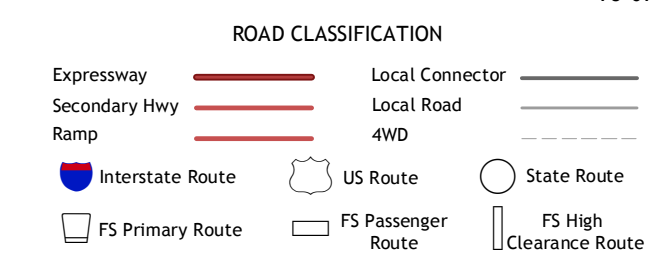 ROAD CLASSIFICATION
Expressway
Local Connector
Secondary Hwy
Local Road
Ramp
4WD
Interstate Route
US Route
State Route
FS Primary Route
FS Passenger
Route
FS High
Clearance Route